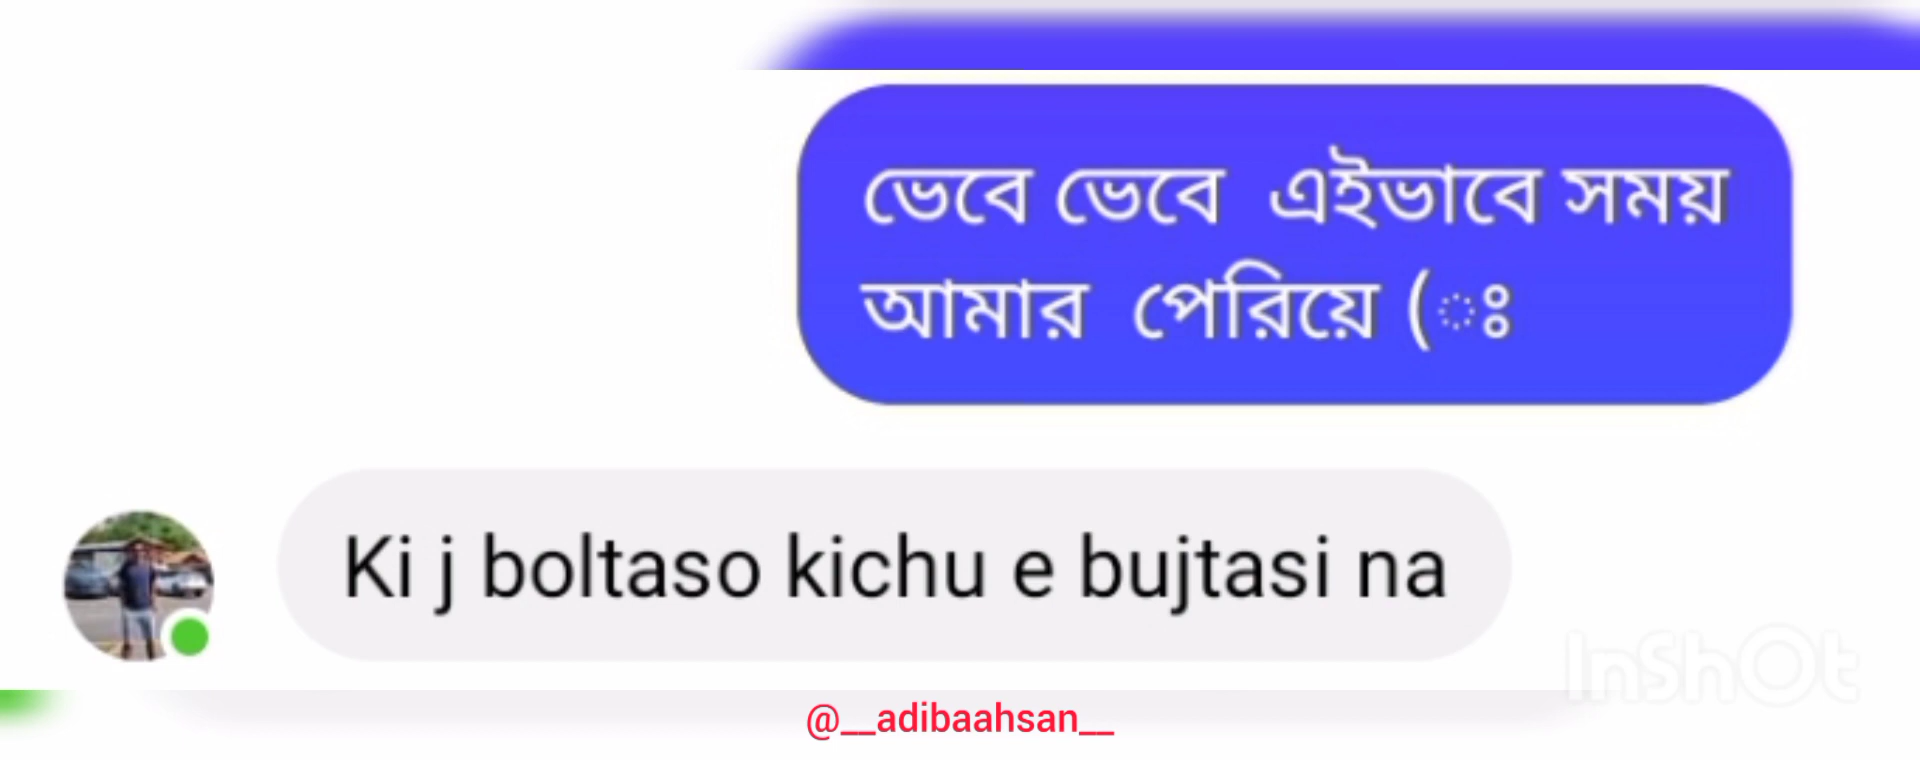 ভেবে ভেবে  এইভাবে সময়
আমার  পেরিয়ে (ঃ
Ki j boltaso kichu e bujtasi na
InShOt
@__adibaahsan__